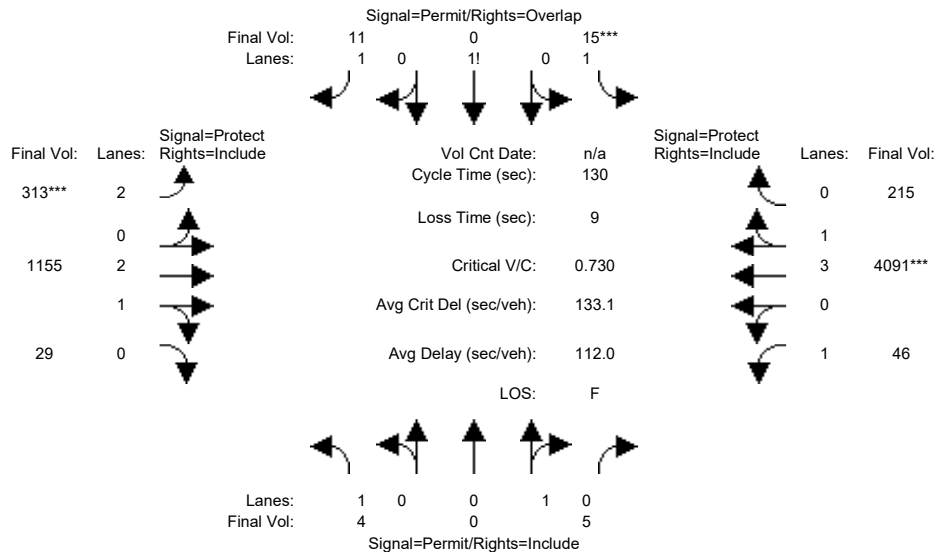 Signal=Permit/Rights=Overlap
Final Vol: 11 0 15***
Lanes: 1 0 1! 0 1
Signal=Protect Signal=Protect
Final Vol: Lanes: Rights=Include Vol Cnt Date: n/a Rights=Include Lanes: Final Vol:
Cycle Time (sec): 130
313*** 2 0 215
Loss Time (sec): 9
0 1
1155 2 Critical V/C: 0.730 3 4091***
1 Avg Crit Del (sec/veh): 133.1 0
29 0 Avg Delay (sec/veh): 112.0 1 46
LOS: F
Lanes: 1 0 0 1 0
Final Vol: 4 0 5
Signal=Permit/Rights=Include